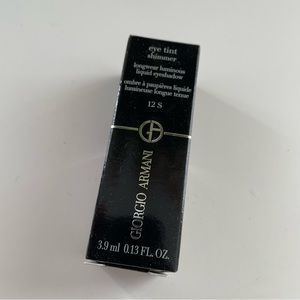 eye tint
shimmer
longwear luminous
liquid eyeshadow
ombre à paupières liquide
lumineuse longue tenue
12 S
GIORGIO ARMANI
3.9 ml 0.13 FL. OZ.